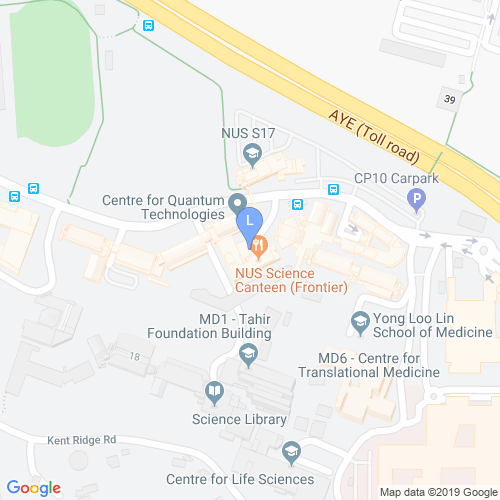 39
AYE (Toll road)
NUS S17
CP10 Carpark
P
Centre for Quantum
Technologies
L
NUS Science
Canteen (Frontier)
MD1 - Tahir
Foundation Building
Yong Loo Lin
School of Medicine
18
MD6 - Centre for
Translational Medicine
Science Library
Kent Ridge Rd
Centre for Life Sciences
Google
Map data ©2019 Google